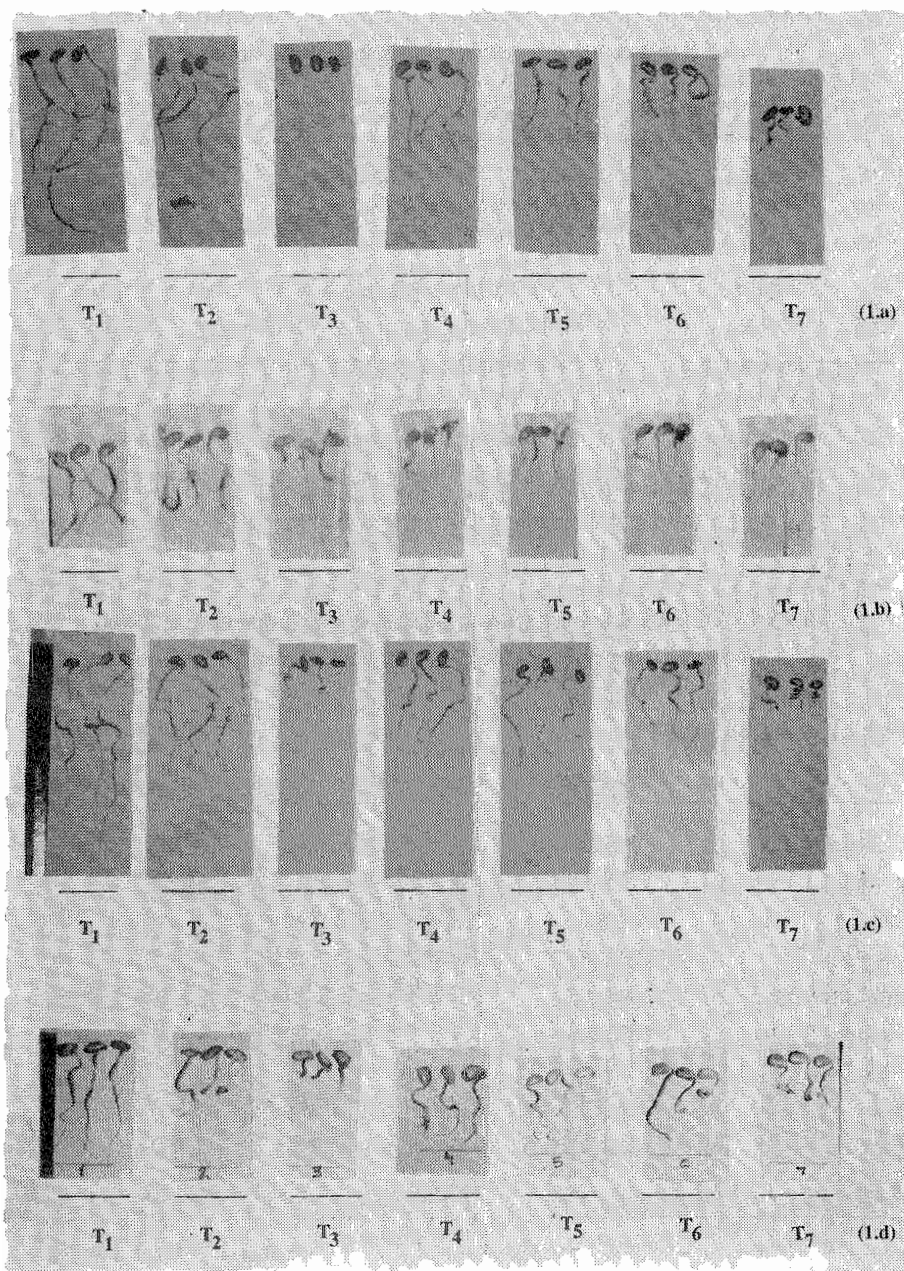 T1 T2 T3 T4 T5 T6 T7 (1.a)
T1 T2 T3 T4 T5 T6 T7 (1.b)
T1 T2 T3 T4 T5 T6 T7 (1.c)
1 2 3 4 5 6 7
T1 T2 T3 T4 T5 T6 T7 (1.d)